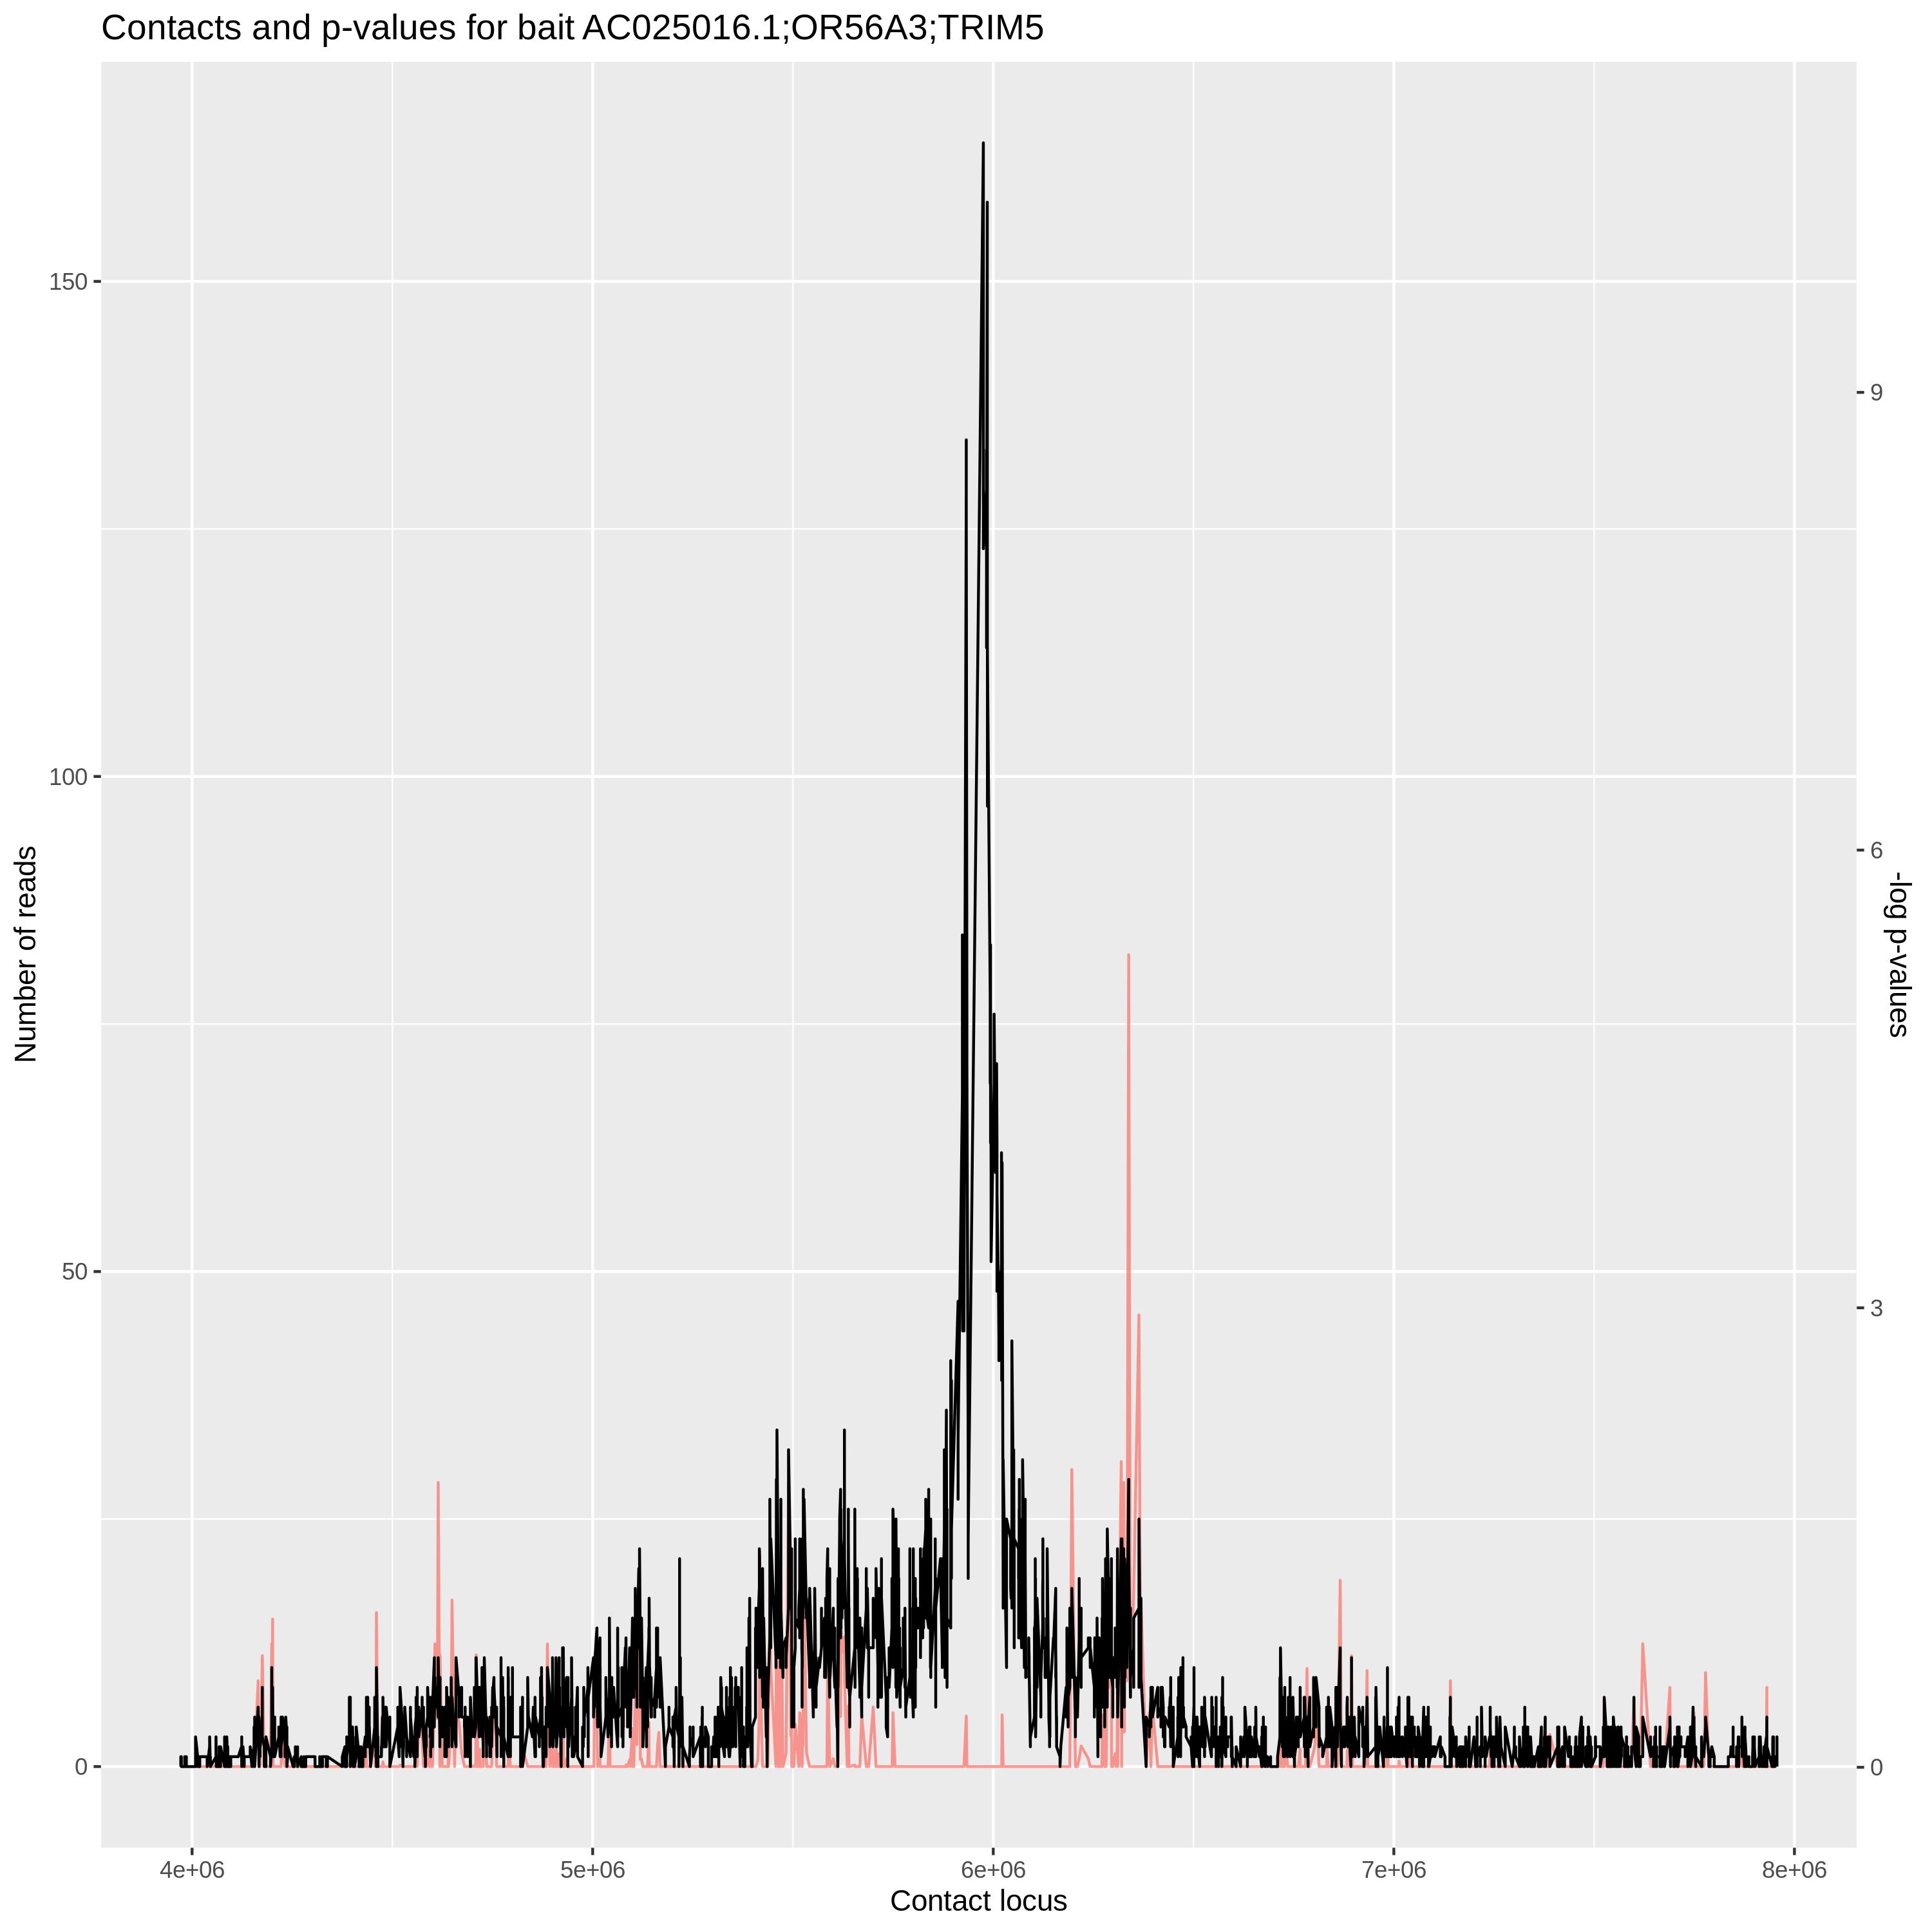 Contacts and p-values for bait AC025016.1;OR56A3;TRIM5
150
100
50
0
Number of reads
9
6
3
0
-log p-values
4e+06 5e+06 6e+06 7e+06 8e+06
Contact locus